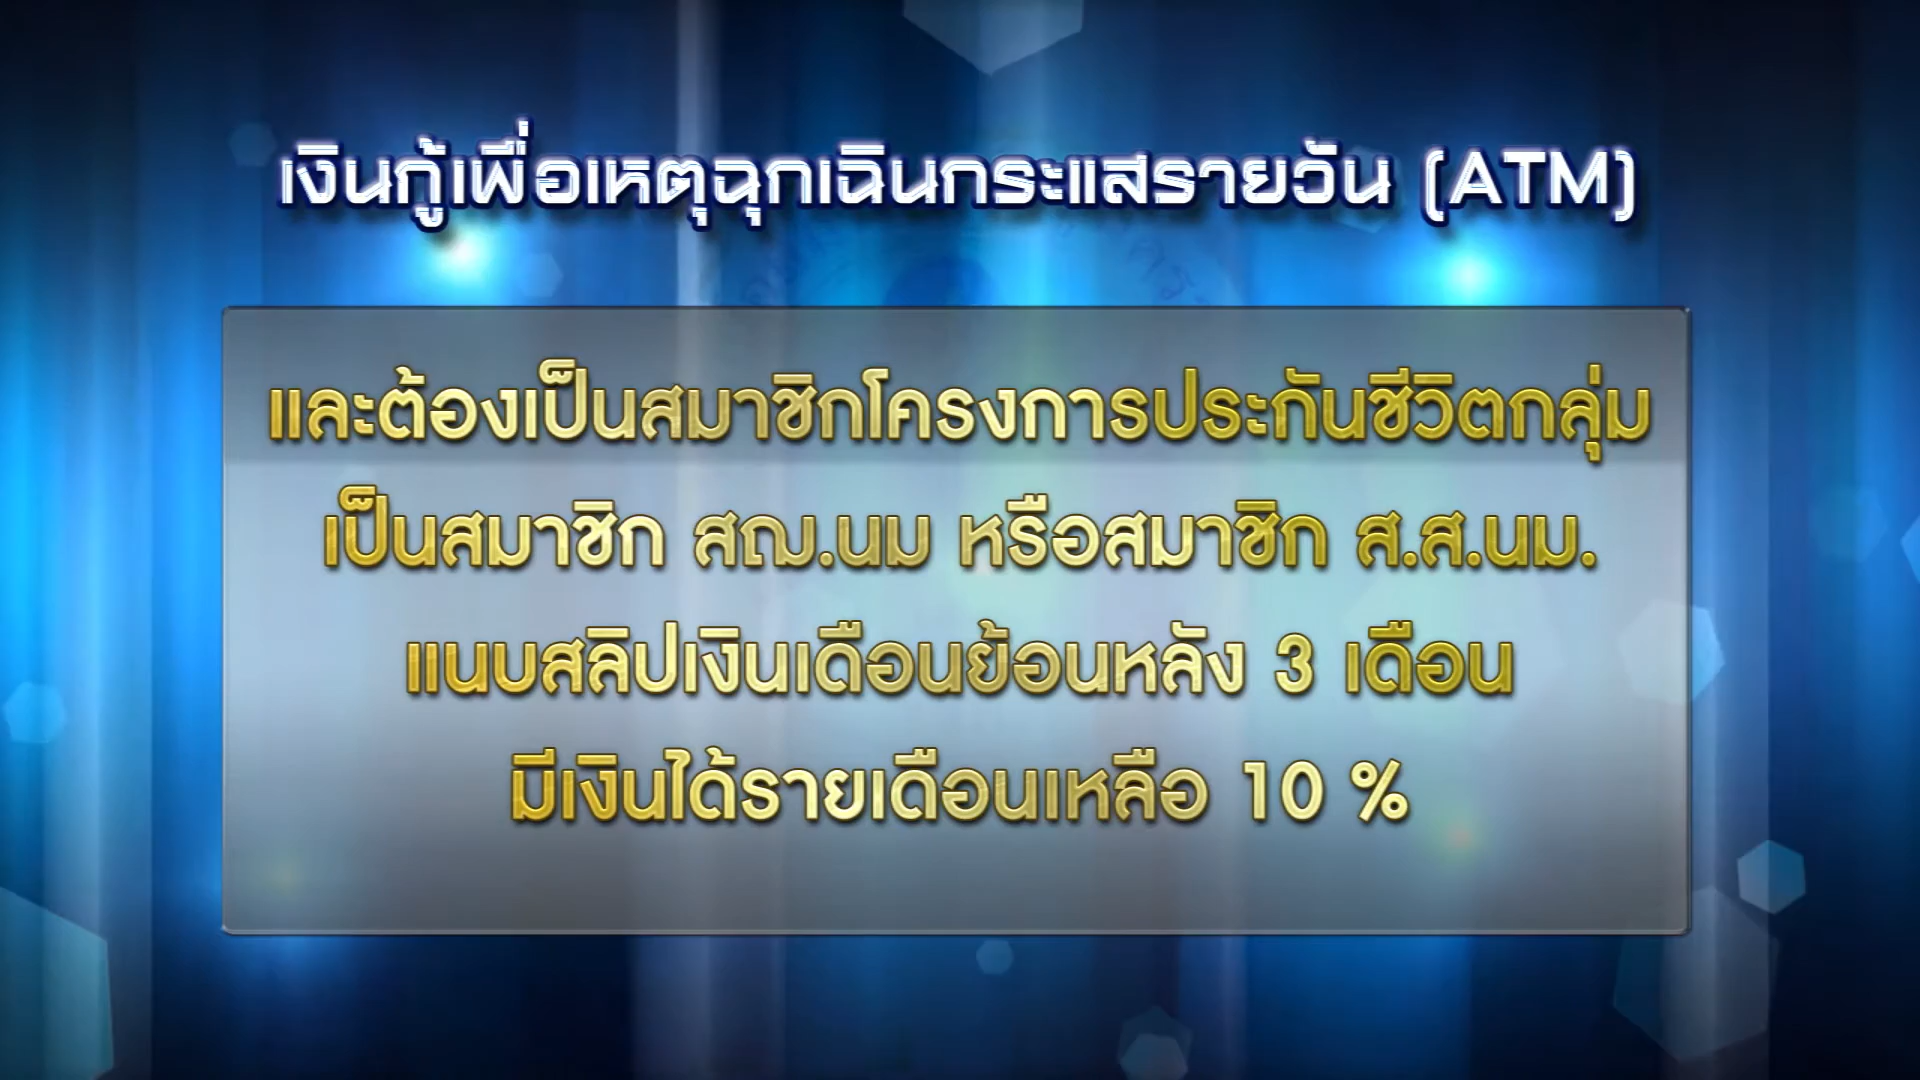 เงินกู้เพื่อเหตุฉุกเฉินกระแสรายวัน (ATM)
และต้องเป็นสมาชิกโครงการประกันชีวิตกลุ่ม
เป็นสมาชิก สฌ.นม หรือสมาชิก ส.ส.นม.
แนบสลิปเงินเดือนย้อนหลัง 3 เดือน
มีเงินได้รายเดือนเหลือ 10 %